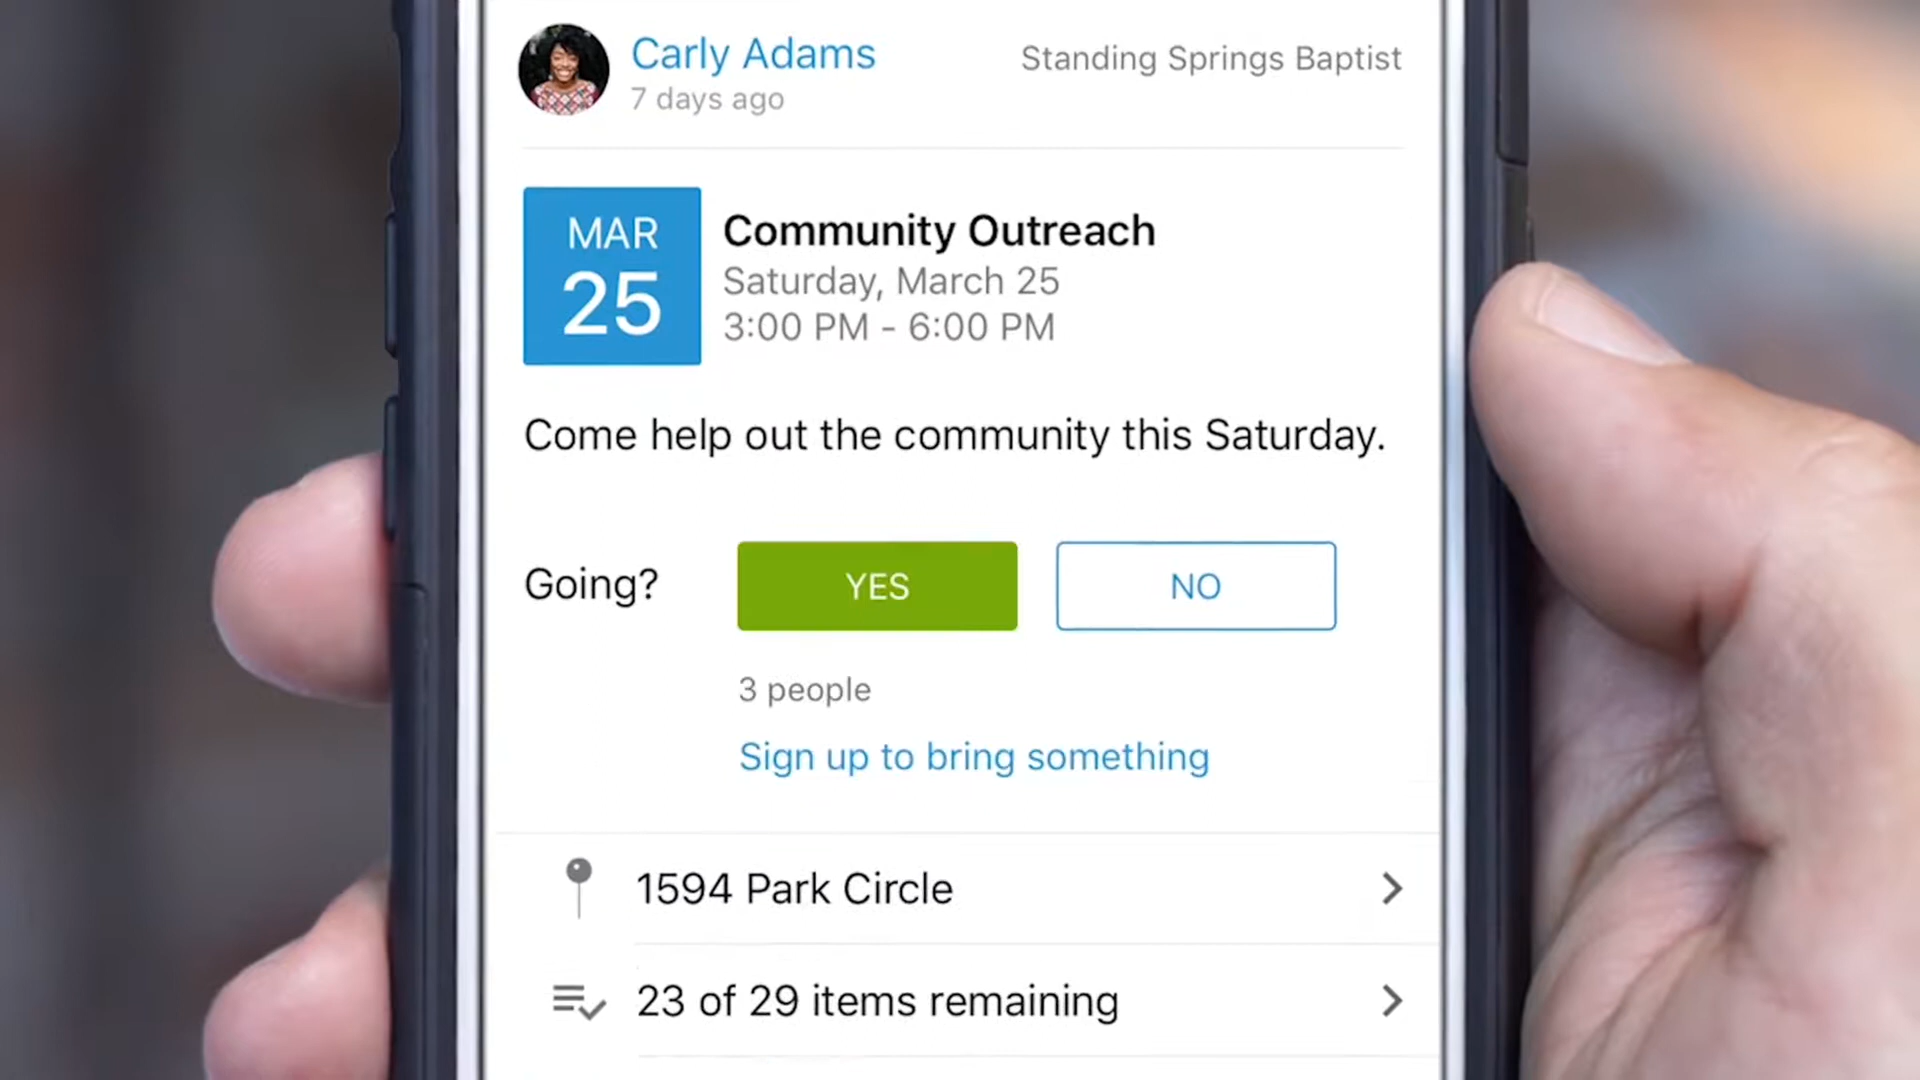 Carly Adams
Standing Springs Baptist
7 days ago
MAR
25
Community Outreach
Saturday, March 25
3:00 PM - 6:00 PM
Come help out the community this Saturday.
Going?
YES
NO
3 people
Sign up to bring something
1594 Park Circle
23 of 29 items remaining